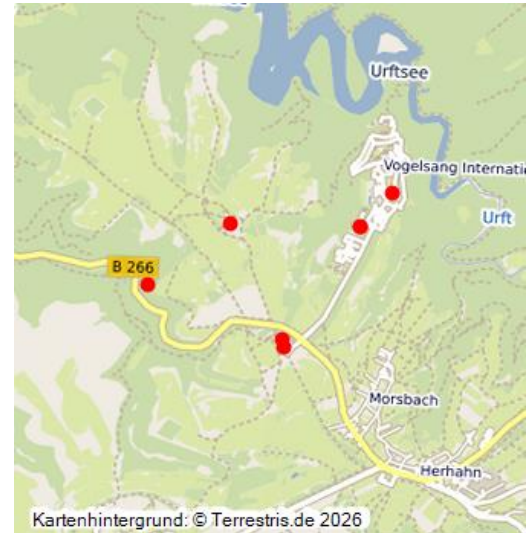 Urftsee
Vogelsang Internati
Urft
B 266
Morsbach
Herhahn
Kartenhintergrund: © Terrestris.de 2026